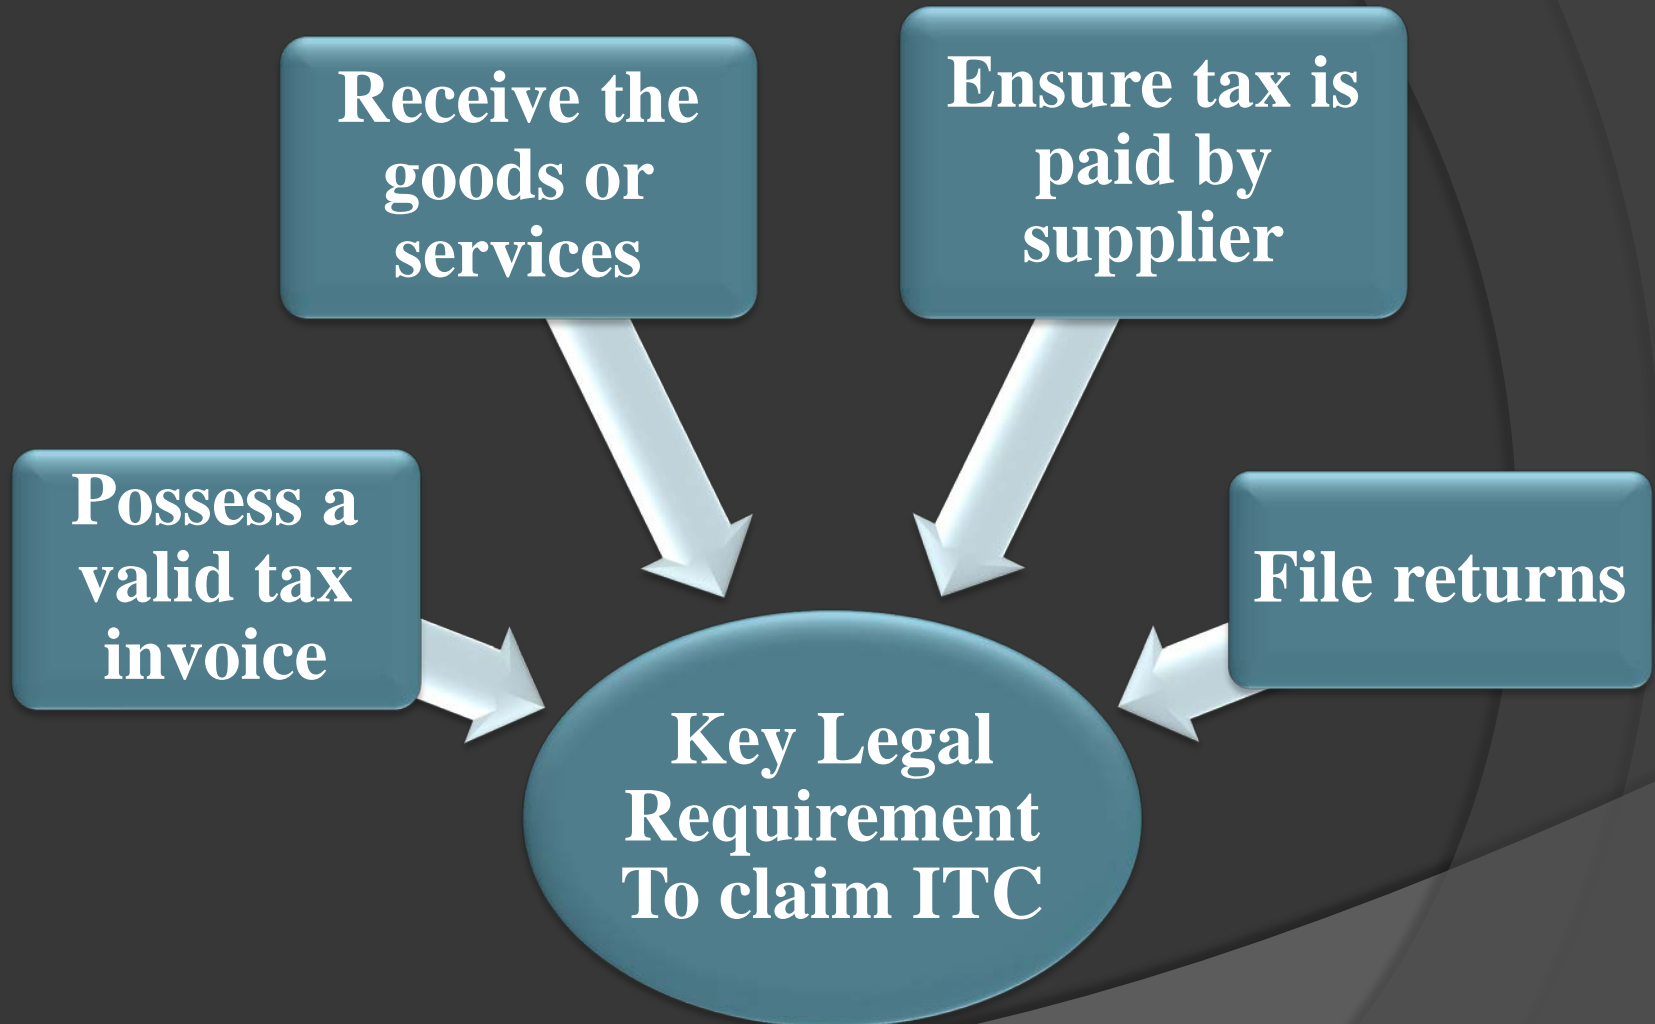 Receive the
goods or
services
Ensure tax is
paid by
supplier
Possess a
valid tax
invoice
File returns
Key Legal
Requirement
To claim ITC